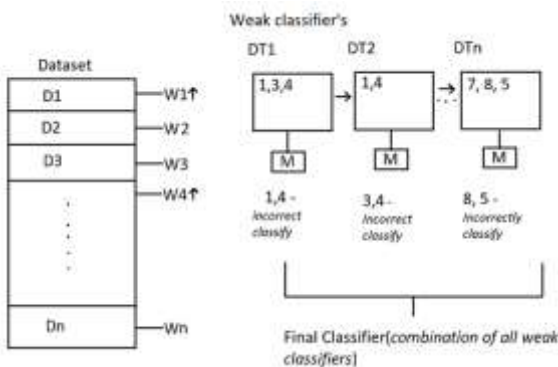 Weak classifier's
DT1 DT2 DTn
Dataset
D1
D2
D3
Dn
W1↑
W2
W3
W4↑
Wn
1,3,4
1,4
7, 8, 5
M
M
M
1,4 -
Incorrect
classify
3,4 -
Incorrect
classify
8, 5 -
Incorrectly
classify
Final Classifier(combination of all weak
classifiers)